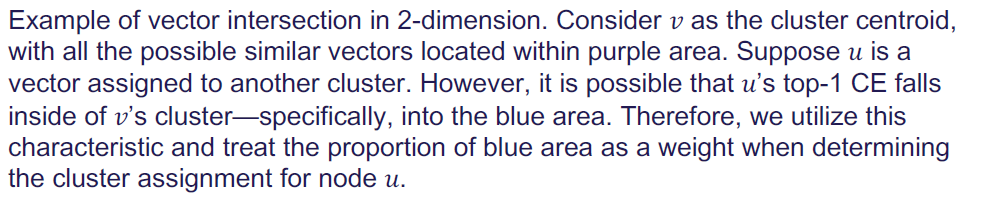 Example of vector intersection in 2-dimension. Consider v as the cluster centroid,
with all the possible similar vectors located within purple area. Suppose u is a
vector assigned to another cluster. However, it is possible that u's top-1 CE falls
inside of v's cluster—specifically, into the blue area. Therefore, we utilize this
characteristic and treat the proportion of blue area as a weight when determining
the cluster assignment for node u.